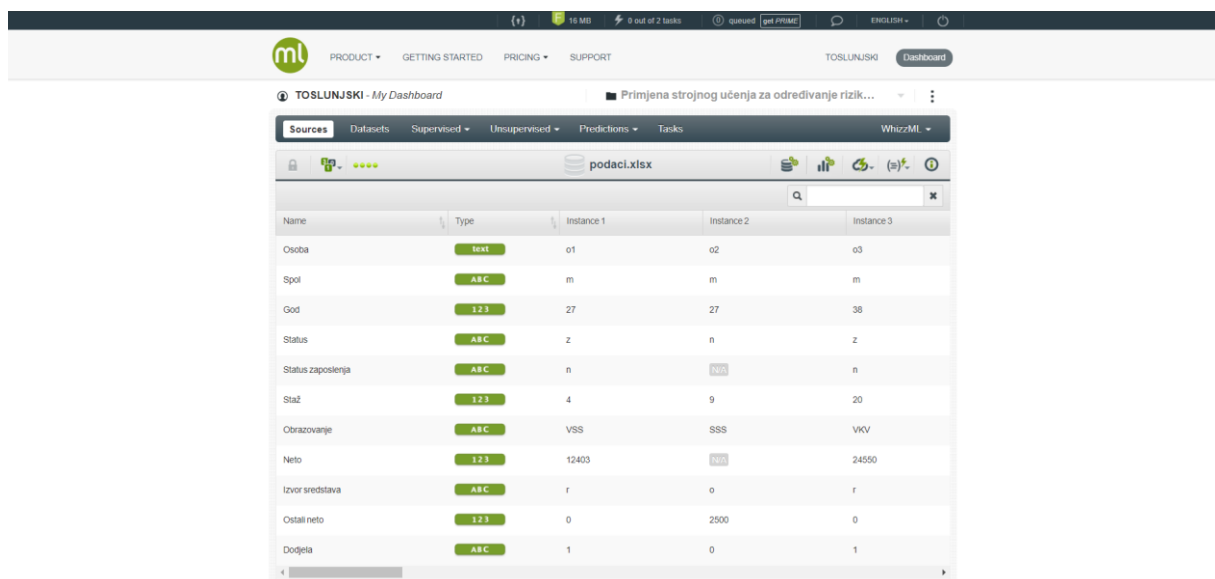 { } F 16 MB 0 out of 2 tasks (0) queued get PRIME ENGLISH
ml PRODUCT GETTING STARTED PRICING SUPPORT TOSLUNJSKI Dashboard
TOSLUNJSKI - My Dashboard Primjena strojnog učenja za određivanje rizik...
Sources Datasets Supervised Unsupervised Predictions Tasks WhizzML
podaci.xlsx
Name Type Instance 1 Instance 2 Instance 3
Osoba text o1 o2 o3
Spol ABC m m m
God 123 27 27 38
Status ABC z n z
Status zaposlenja ABC n N/A n
Staž 123 4 9 20
Obrazovanje ABC VSS SSS VKV
Neto 123 12403 N/A 24550
Izvor sredstava ABC r o r
Ostali neto 123 0 2500 0
Dodjela ABC 1 0 1